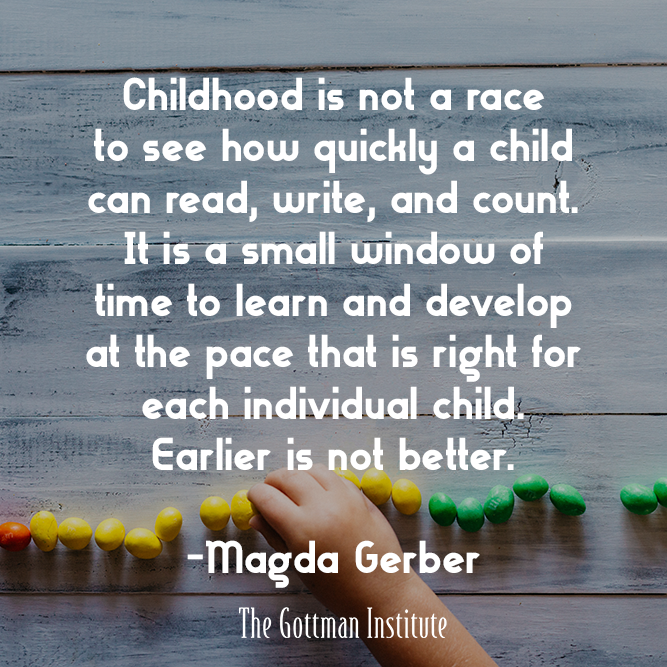 Childhood is not a race
to see how quickly a child
can read, write, and count.
It is a small window of
time to learn and develop
at the pace that is right for
each individual child.
Earlier is not better.
-Magda Gerber
The Gottman Institute